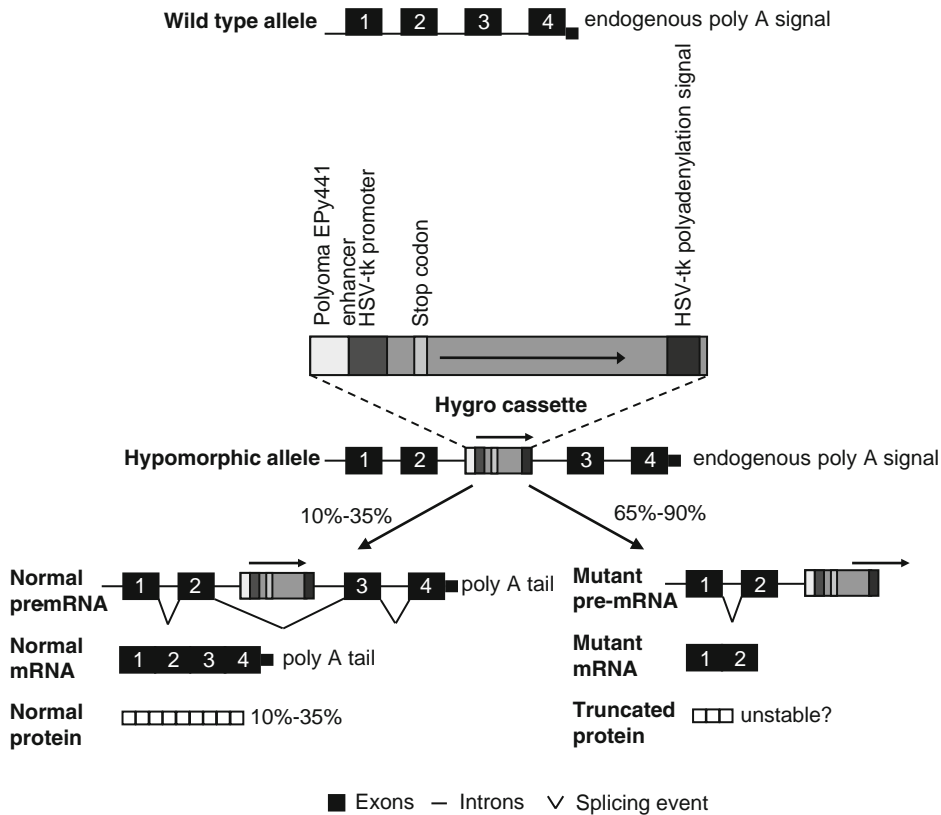 Wild type allele 1 2 3 4 endogenous poly A signal
Polyoma EPy441
enhancer
HSV-tk promoter
Stop codon
HSV-tk polyadenylation signal
Hygro cassette
Hypomorphic allele 1 2 3 4 endogenous poly A signal
10%-35%
65%-90%
Normal
premRNA
1 2 3 4 poly A tail
Mutant
pre-mRNA
1 2
Normal
mRNA
1 2 3 4 poly A tail
Mutant
mRNA
1 2
Normal
protein
10%-35%
Truncated
protein
unstable?
Exons Introns Splicing event